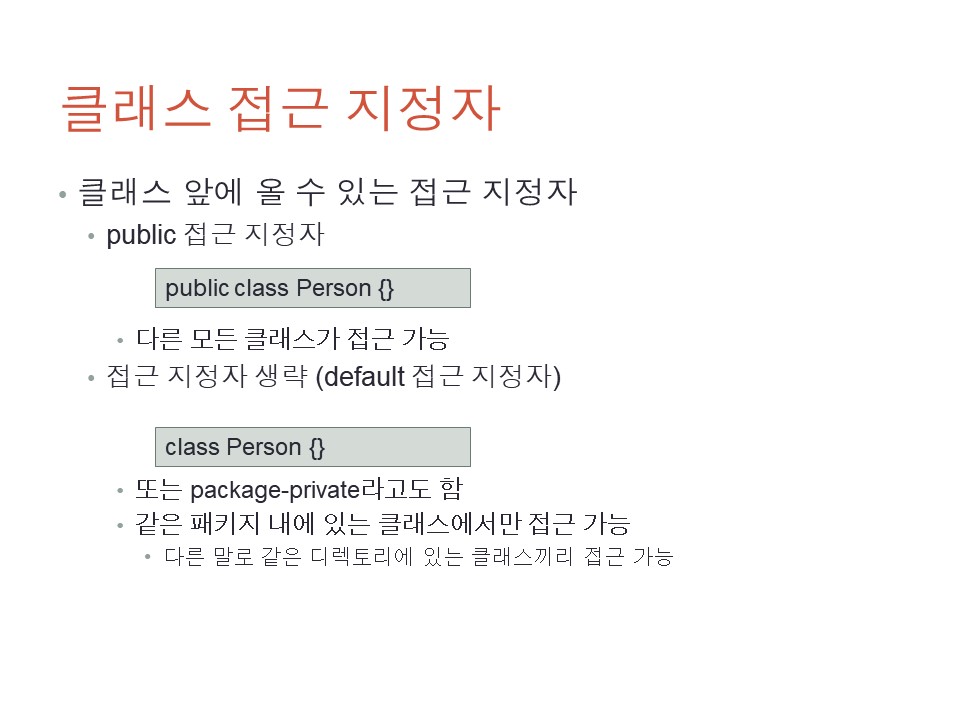 클래스 접근 지정자
• 클래스 앞에 올 수 있는 접근 지정자
• public 접근 지정자
public class Person {}
• 다른 모든 클래스가 접근 가능
• 접근 지정자 생략 (default 접근 지정자)
class Person {}
• 또는 package-private라고도 함
• 같은 패키지 내에 있는 클래스에서만 접근 가능
• 다른 말로 같은 디렉토리에 있는 클래스끼리 접근 가능